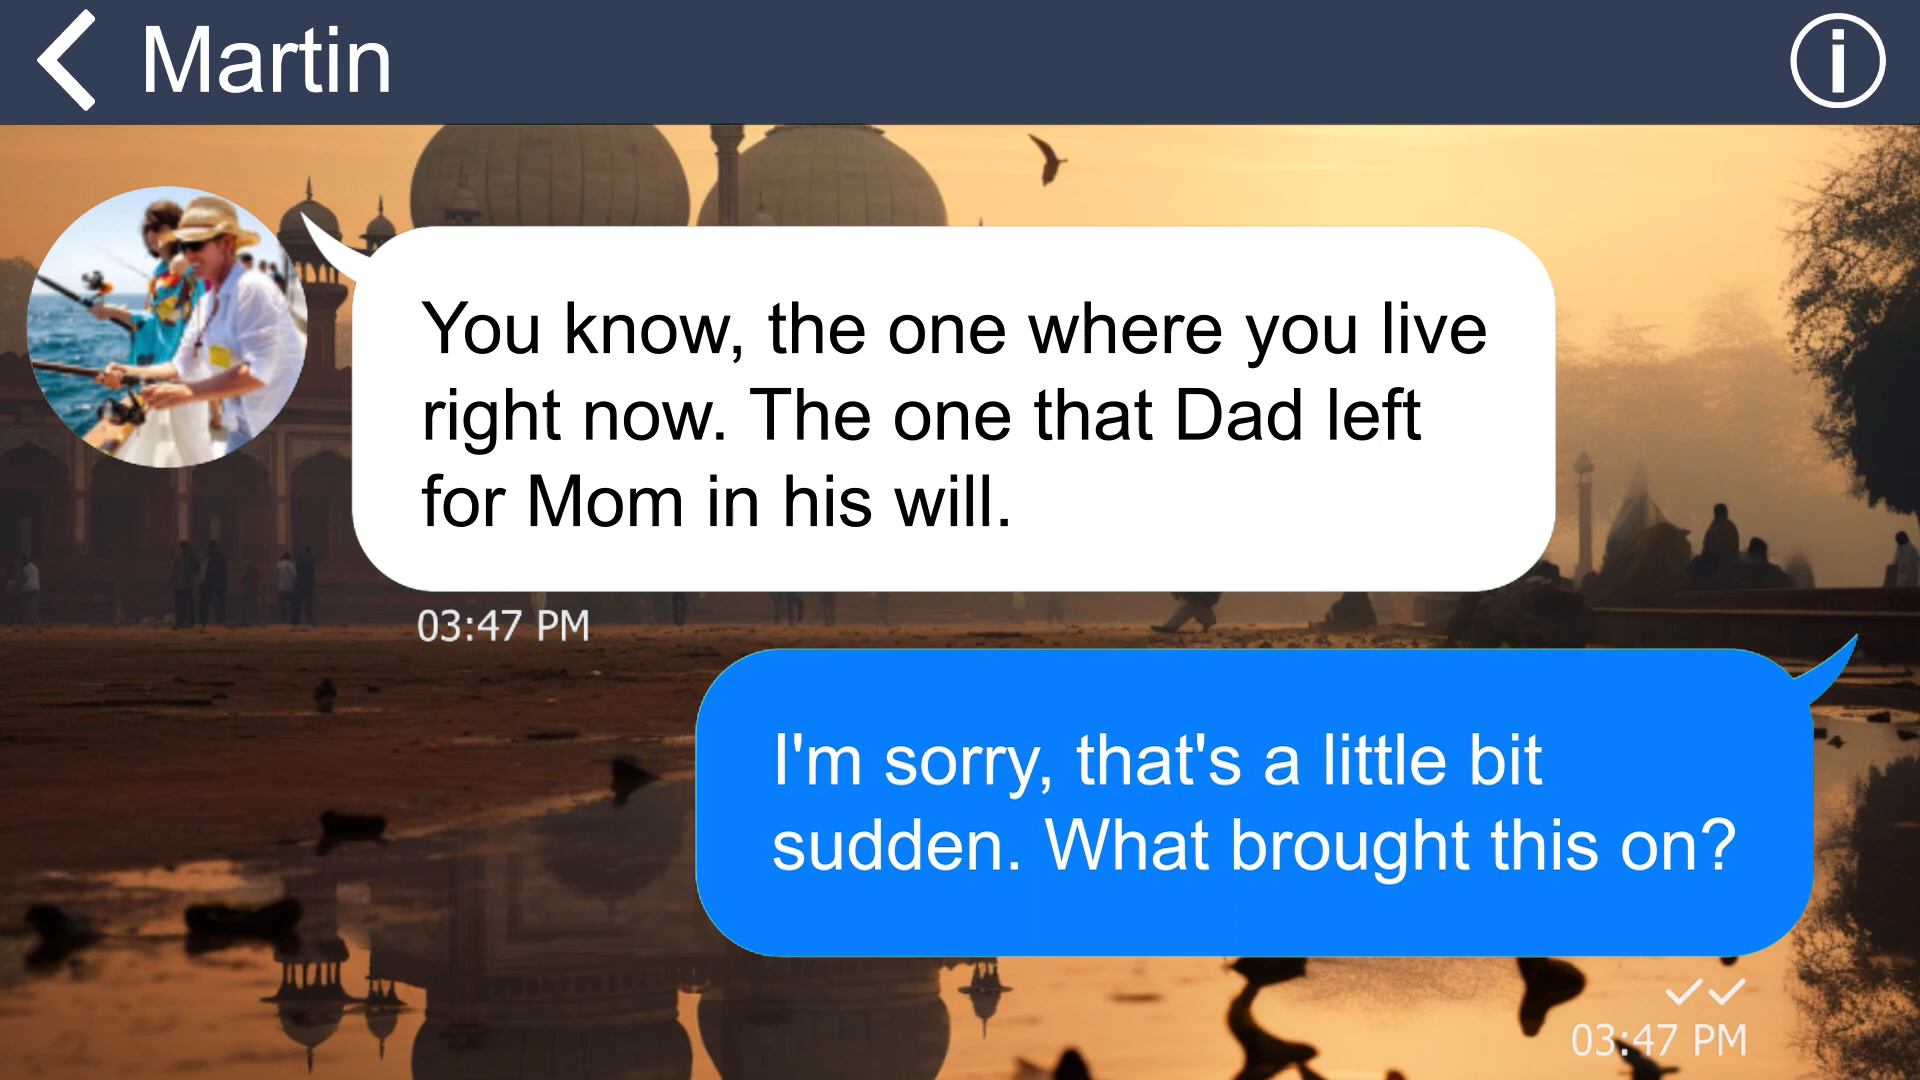 Martin
You know, the one where you live
right now. The one that Dad left
for Mom in his will.
03:47 PM
I'm sorry, that's a little bit
sudden. What brought this on?
03:47 PM